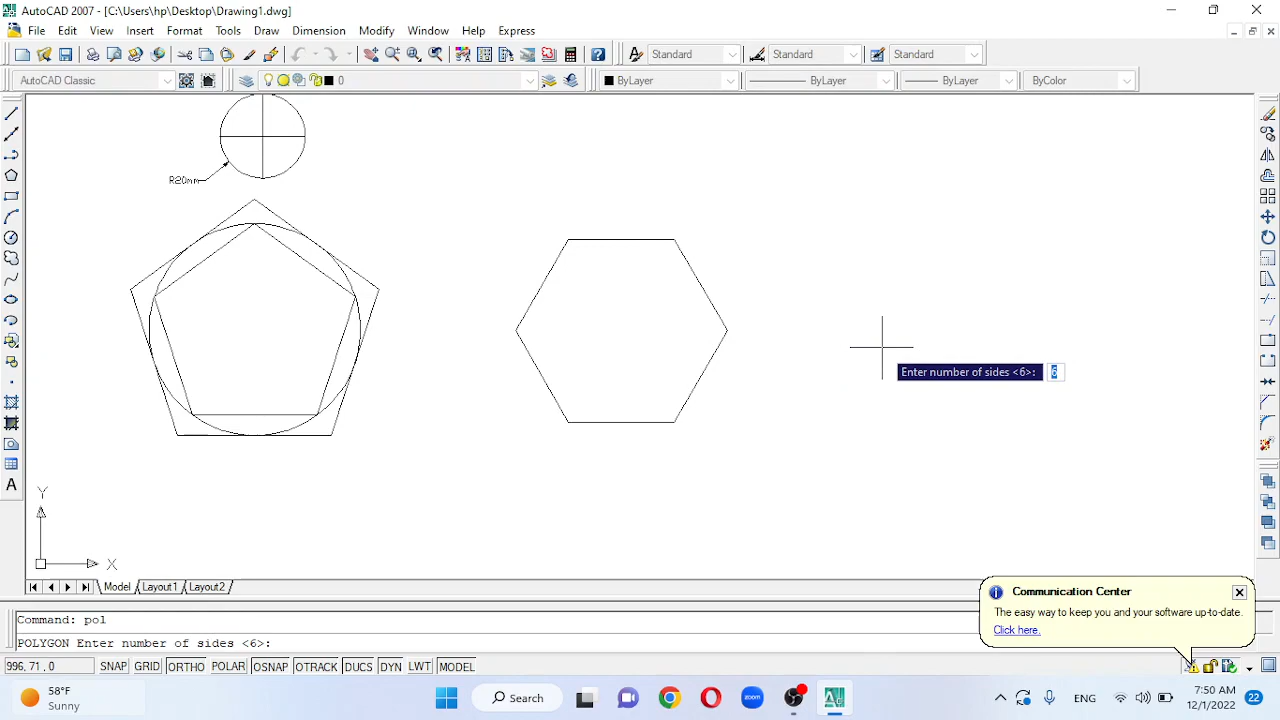 AutoCAD 2007 - [C:\Users\hp\Desktop\Drawing1.dwg]
File Edit View Insert Format Tools Draw Dimension Modify Window Help Express
Standard Standard Standard
AutoCAD Classic 0 ByLayer ByLayer ByLayer ByColor
R20mm
Enter number of sides <6>: 6
A
Y
X
Model Layout1 Layout2
Communication Center
The easy way to keep you and your software up-to-date.
Click here.
Command: pol
POLYGON Enter number of sides <6>:
996, 71 , 0 SNAP GRID ORTHO POLAR OSNAP OTRACK DUCS DYN LWT MODEL
58°F
Sunny
Search
zoom
ENG
7:50 AM
12/1/2022
22